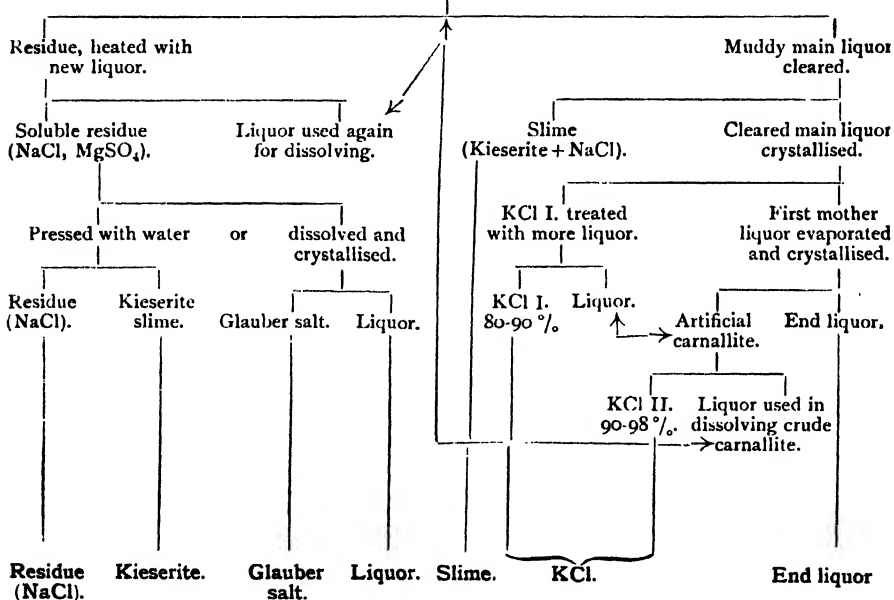 Residue, heated with
new liquor.
Muddy main liquor
cleared.
Soluble residue
(NaCl, MgSO₄).
Liquor used again
for dissolving.
Slime
(Kieserite + NaCl).
Cleared main liquor
crystallised.
Pressed with water
or
dissolved and
crystallised.
KCl I. treated
with more liquor.
First mother
liquor evaporated
and crystallised.
Residue
(NaCl).
Kieserite
slime.
Glauber salt.
Liquor.
KCl I.
80-90 %
Liquor.
Artificial
carnallite.
End liquor.
KCl II.
90-98 %.
Liquor used in
dissolving crude
carnallite.
Residue
(NaCl).
Kieserite.
Glauber
salt.
Liquor.
Slime.
KCl.
End liquor